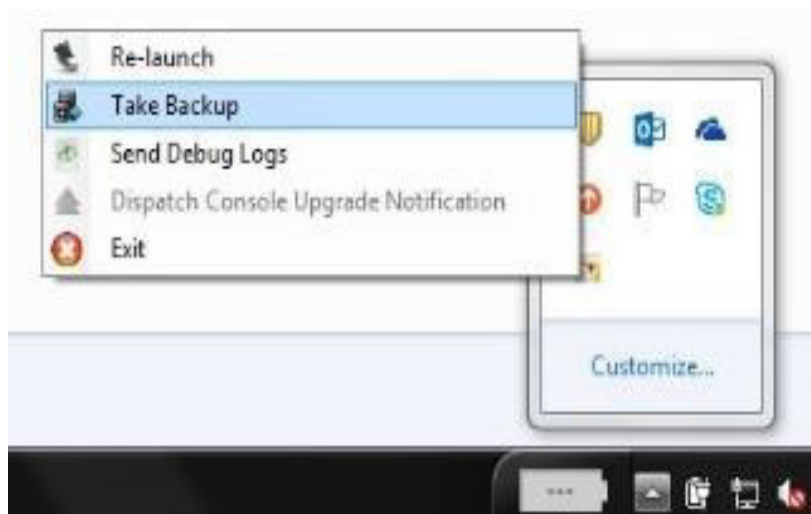 Re-launch
Take Backup
Send Debug Logs
Dispatch Console Upgrade Notification
Exit
Customize...